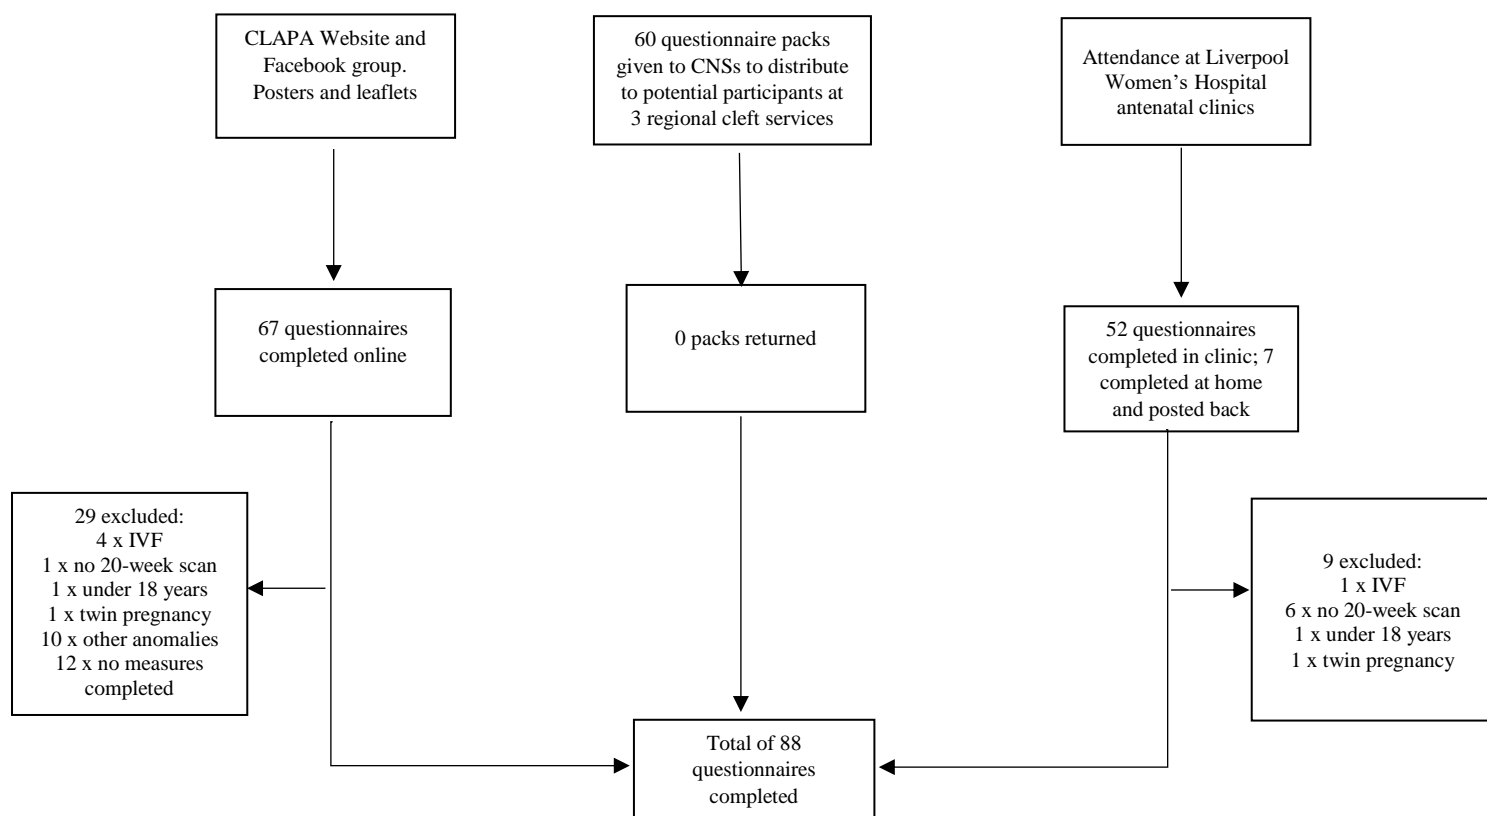 CLAPA Website and
Facebook group.
Posters and leaflets
60 questionnaire packs
given to CNSs to distribute
to potential participants at
3 regional cleft services
Attendance at Liverpool
Women’s Hospital
antenatal clinics
67 questionnaires
completed online
0 packs returned
52 questionnaires
completed in clinic; 7
completed at home
and posted back
29 excluded:
4 x IVF
1 x no 20-week scan
1 x under 18 years
1 x twin pregnancy
10 x other anomalies
12 x no measures
completed
9 excluded:
1 x IVF
6 x no 20-week scan
1 x under 18 years
1 x twin pregnancy
Total of 88
questionnaires
completed